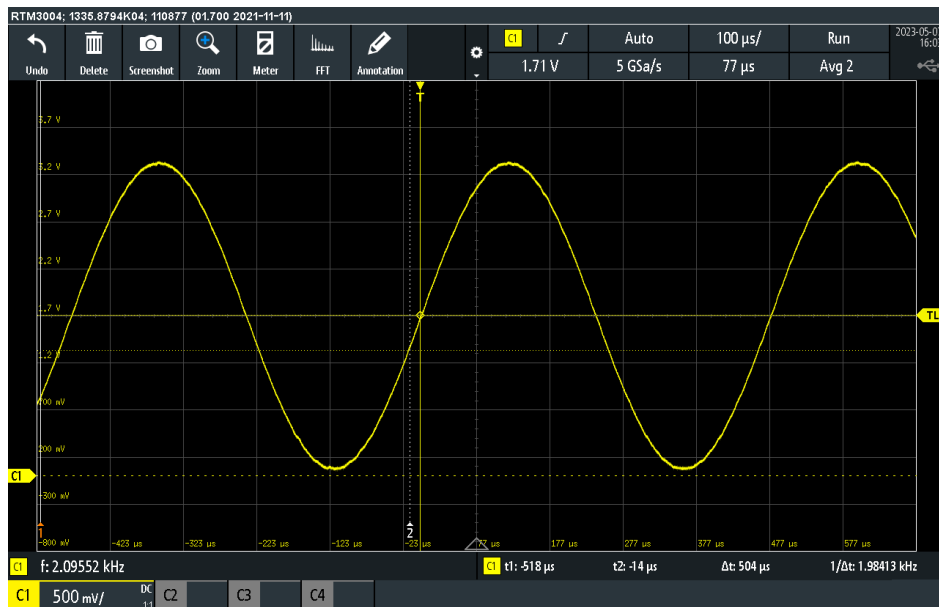 RTM3004; 1335.8794K04; 110877 (01.700 2021-11-11)
Undo Delete Screenshot Zoom Meter FFT Annotation
C1 Auto 100 µs/ Run
1.71 V 5 GSa/s 77 µs Avg 2
T
3.7 V
3.2 V
2.7 V
2.2 V
1.7 V
TL
1.2 V
700 mV
200 mV
C1
-300 mV
1 2
-800 mV -423 µs -323 µs -223 µs -123 µs -23 µs 77 µs 177 µs 277 µs 377 µs 477 µs 577 µs
C1 f: 2.09552 kHz C1 t1: -518 µs t2: -14 µs Δt: 504 µs 1/Δt: 1.98413 kHz
C1 500 mV/ DC 1:1 C2 C3 C4